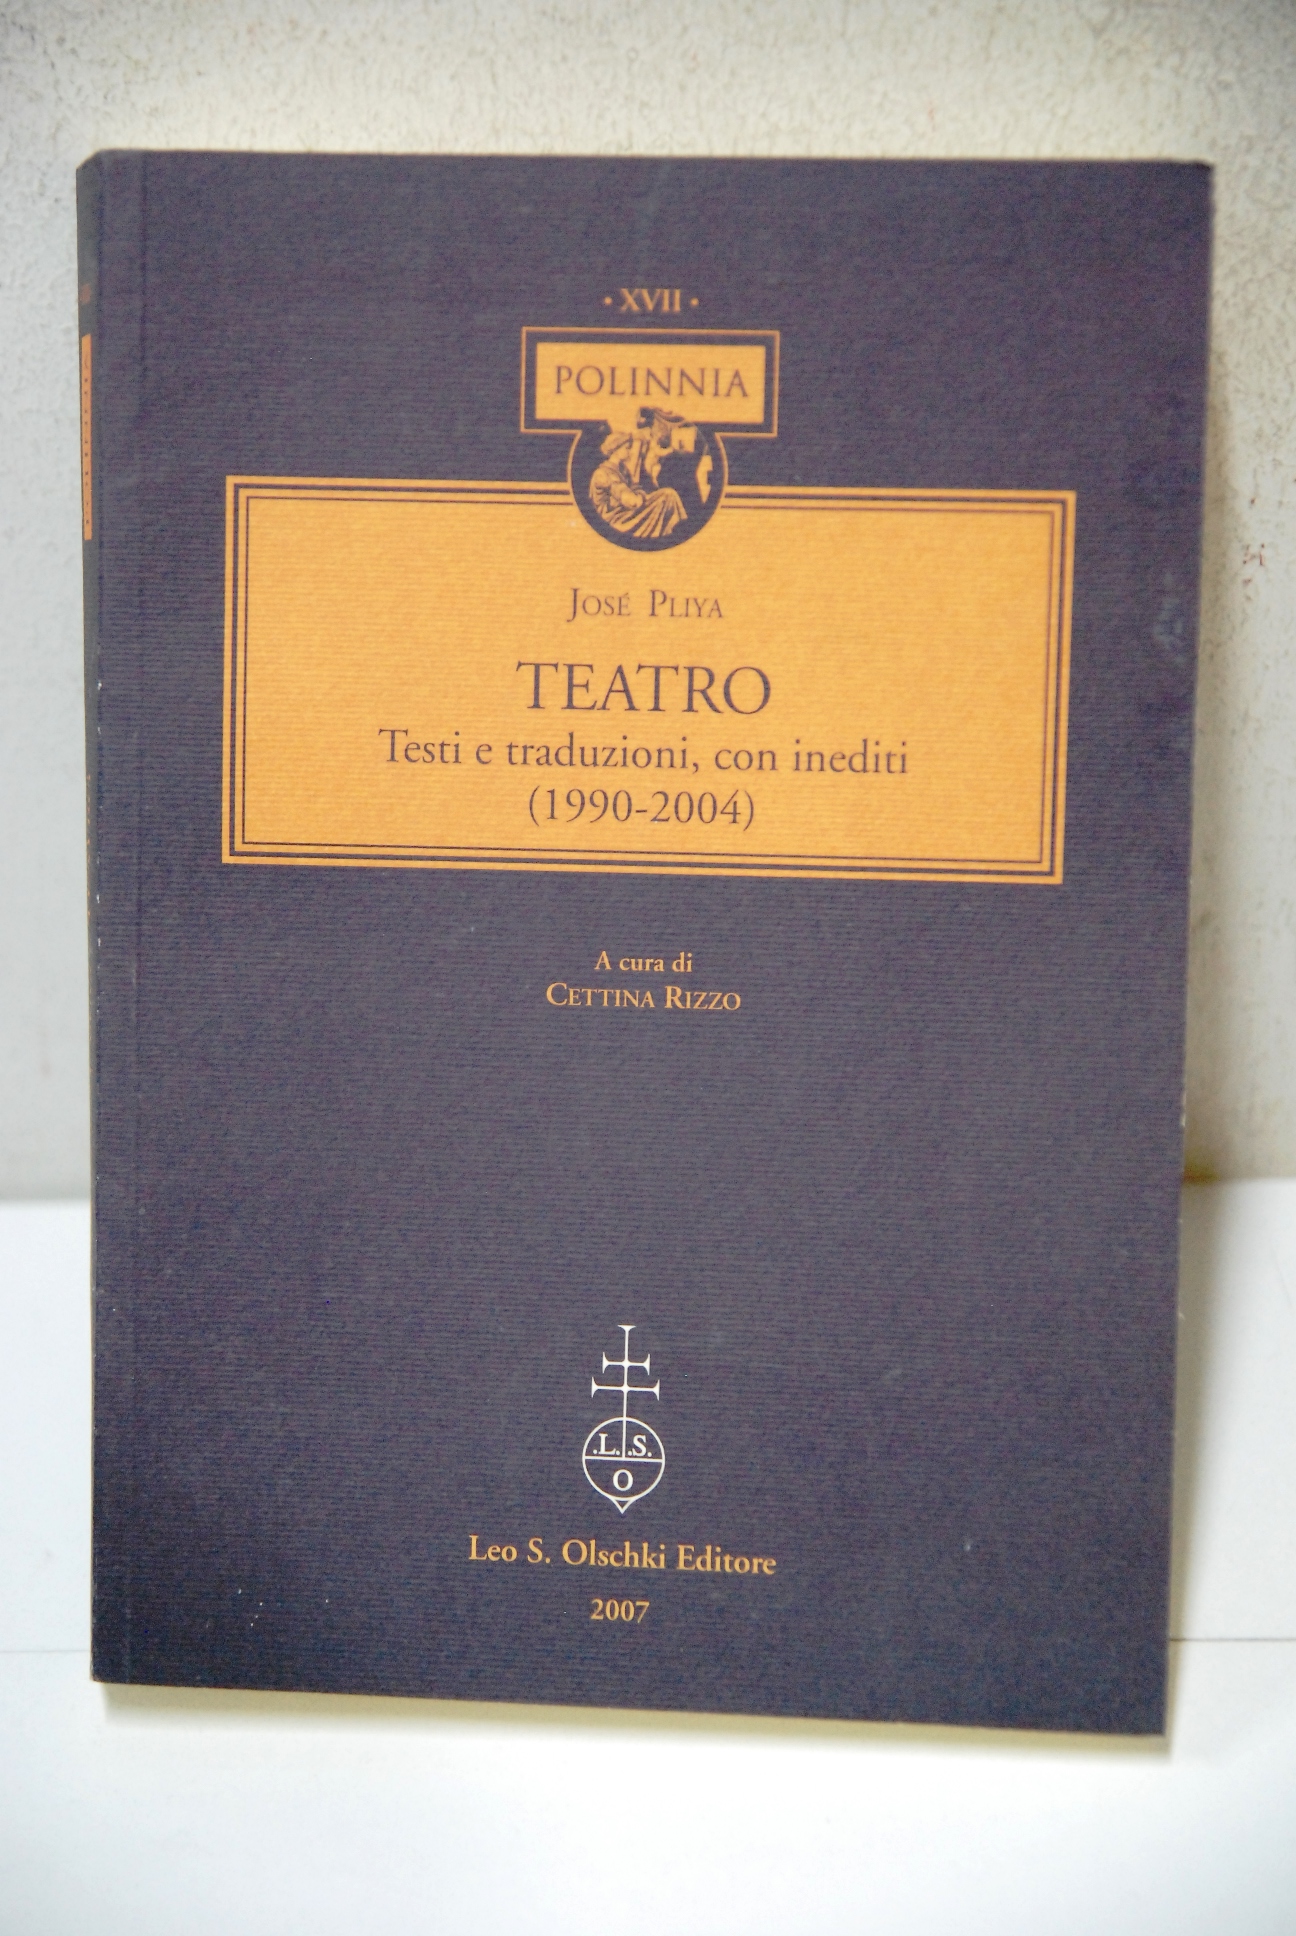 • XVII •
POLINNIA
JOSÉ PLIYA
TEATRO
Testi e traduzioni, con inediti
(1990-2004)
A cura di
CETTINA RIZZO
.L. .S.
O
Leo S. Olschki Editore
2007